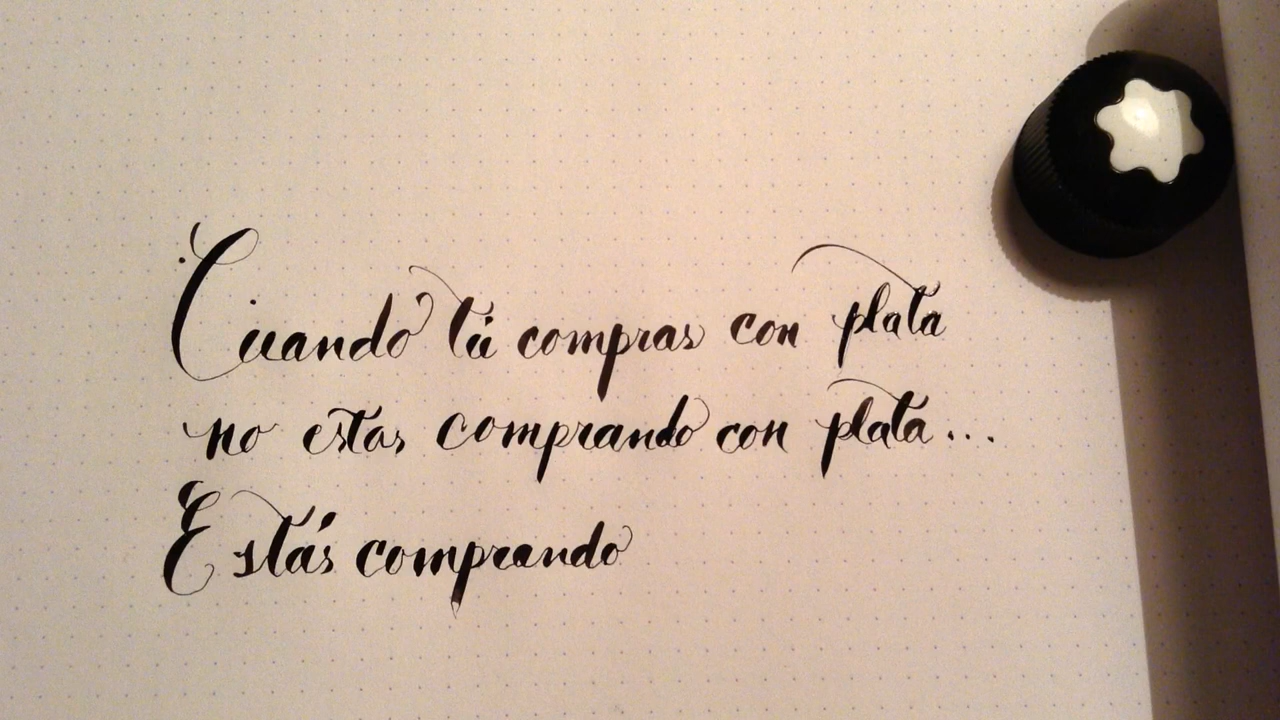 Cuando tú compras con plata
no estas comprando con plata...
Estás comprando